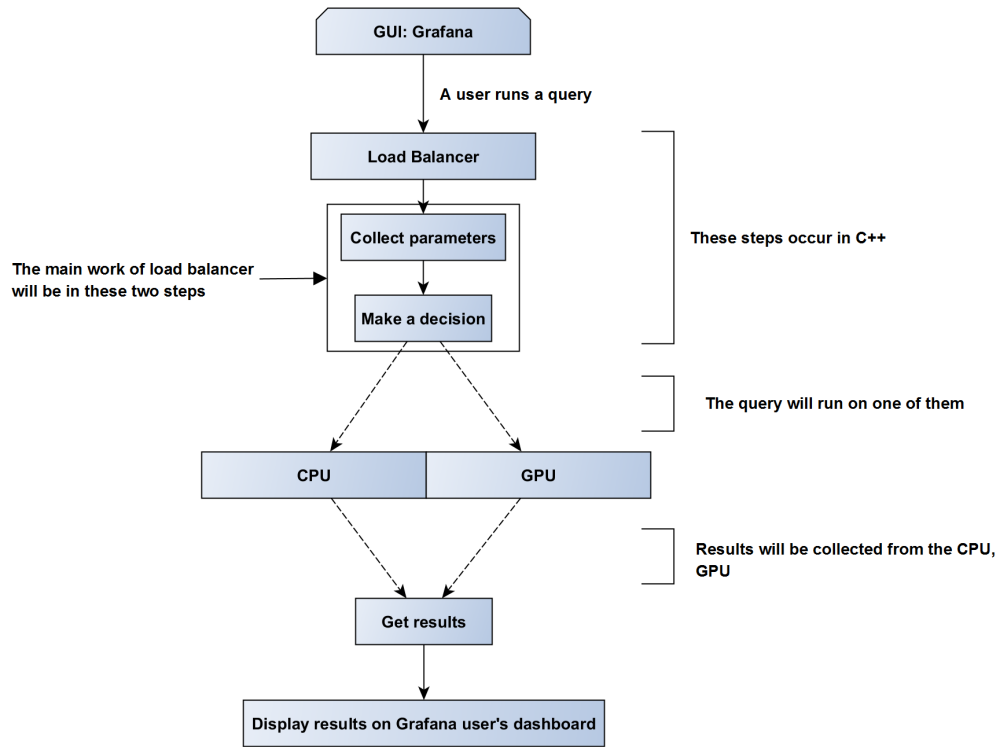 GUI: Grafana
A user runs a query
Load Balancer
Collect parameters
These steps occur in C++
The main work of load balancer
will be in these two steps
Make a decision
The query will run on one of them
CPU
GPU
Results will be collected from the CPU,
GPU
Get results
Display results on Grafana user's dashboard